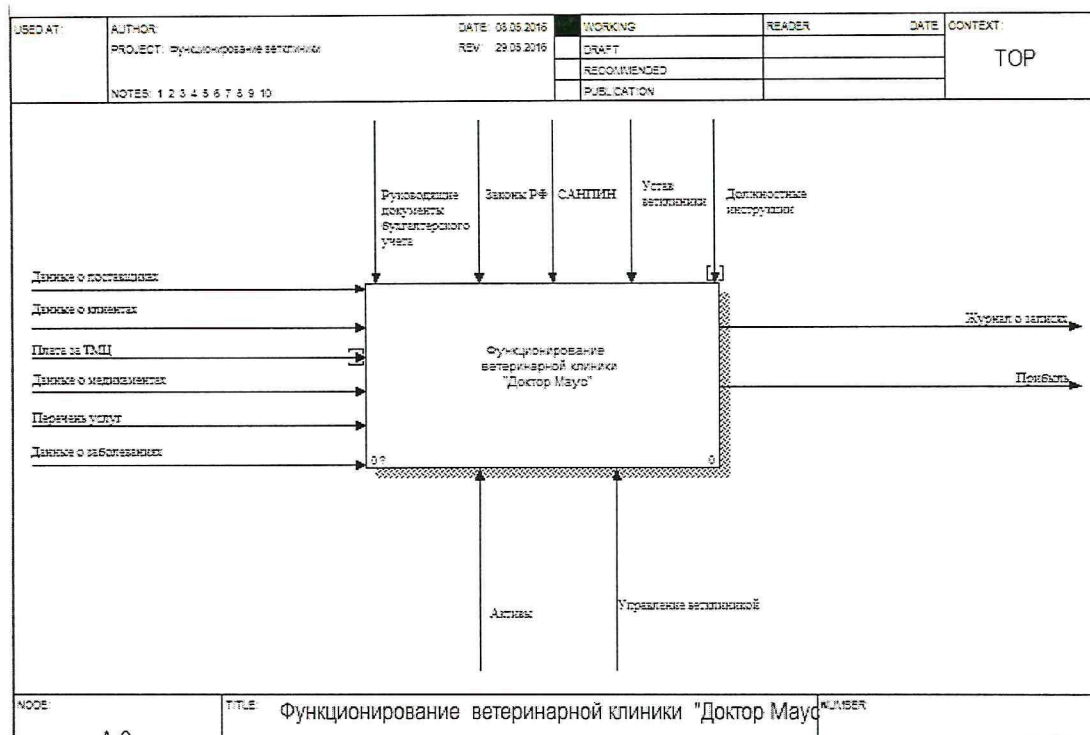 USED AT:
AUTHOR:
DATE: 08.05.2016
PROJECT: Функционирование ветклиники
REV: 29.05.2016
NOTES: 1 2 3 4 5 6 7 8 9 10
WORKING
DRAFT
RECOMMENDED
PUBLICATION
READER
DATE
CONTEXT:
TOP
Руководящие
документы
бухгалтерского
учета
Законы РФ
САНПИН
Устав
ветклиники
Должностные
инструкции
Данные о поставщиках
Данные о клиентах
Плата за ТМЦ
Данные о медикаментах
Перечень услуг
Данные о заболеваниях
Функционирование
ветеринарной клиники
"Доктор Маус"
0 ?
0
Журнал о записях
Прибыль
Активы
Управление ветклиникой
NODE:
TITLE:
Функционирование ветеринарной клиники "Доктор Маус
NUMBER: